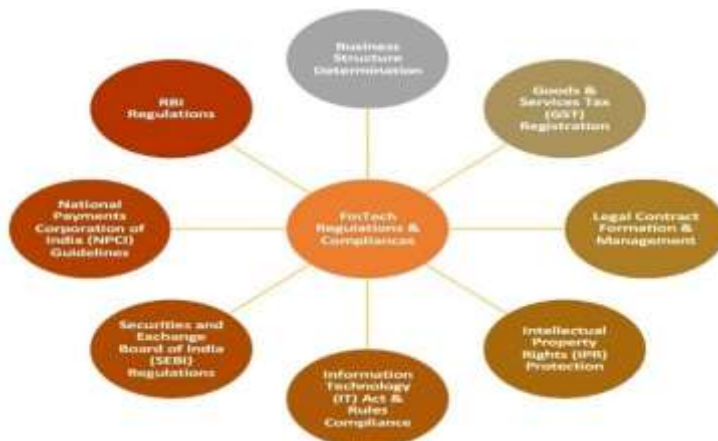 Business
Structure
Determination
RBI
Regulations
Goods &
Services Tax
(GST)
Registration
National
Payments
Corporation of
India (NPCI)
Guidelines
FinTech
Regulations &
Compliances
Legal Contract
Formation &
Management
Securities and
Exchange
Board of India
(SEBI)
Regulations
Intellectual
Property
Rights (IPR)
Protection
Information
Technology
(IT) Act &
Rules
Compliance